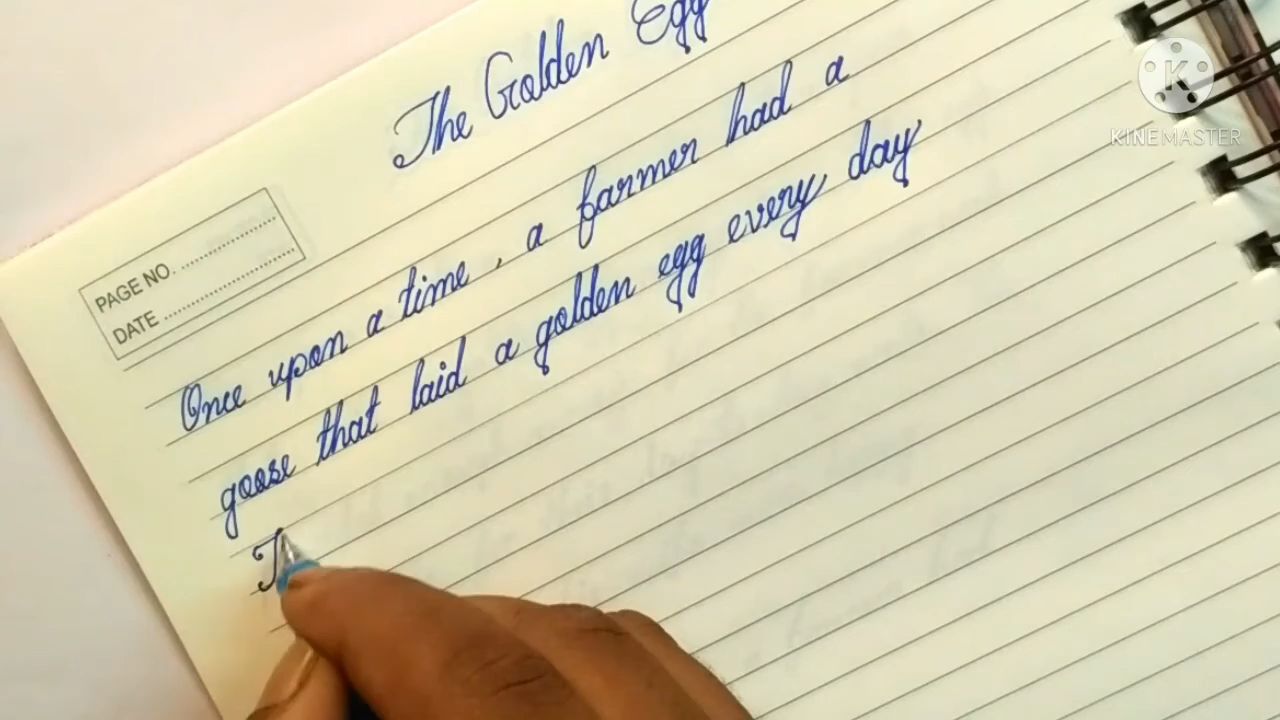 The Golden Egg
PAGE NO. ....................
DATE ..........................
Once upon a time, a farmer had a
goose that laid a golden egg every day
T
KINEMASTER